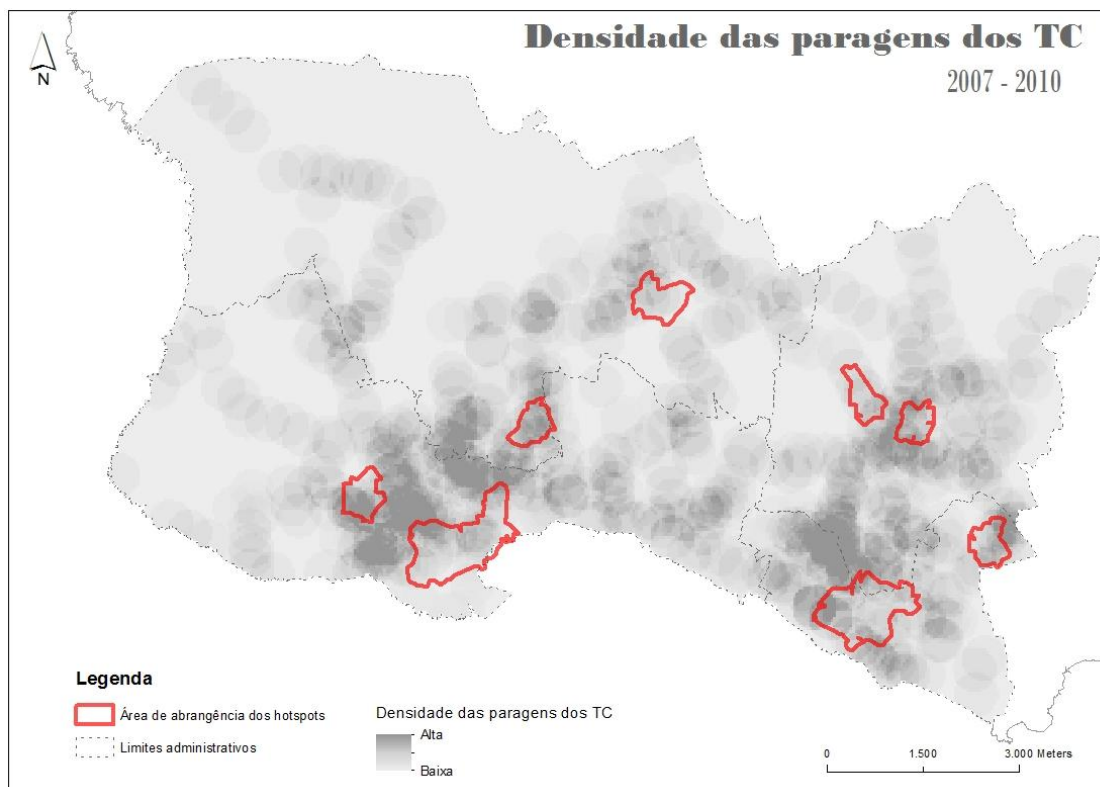 Densidade das paragens dos TC
2007 - 2010
N
Legenda
Área de abrangência dos hotspots
Limites administrativos
Densidade das paragens dos TC
Alta
Baixa
0 1.500 3.000 Meters